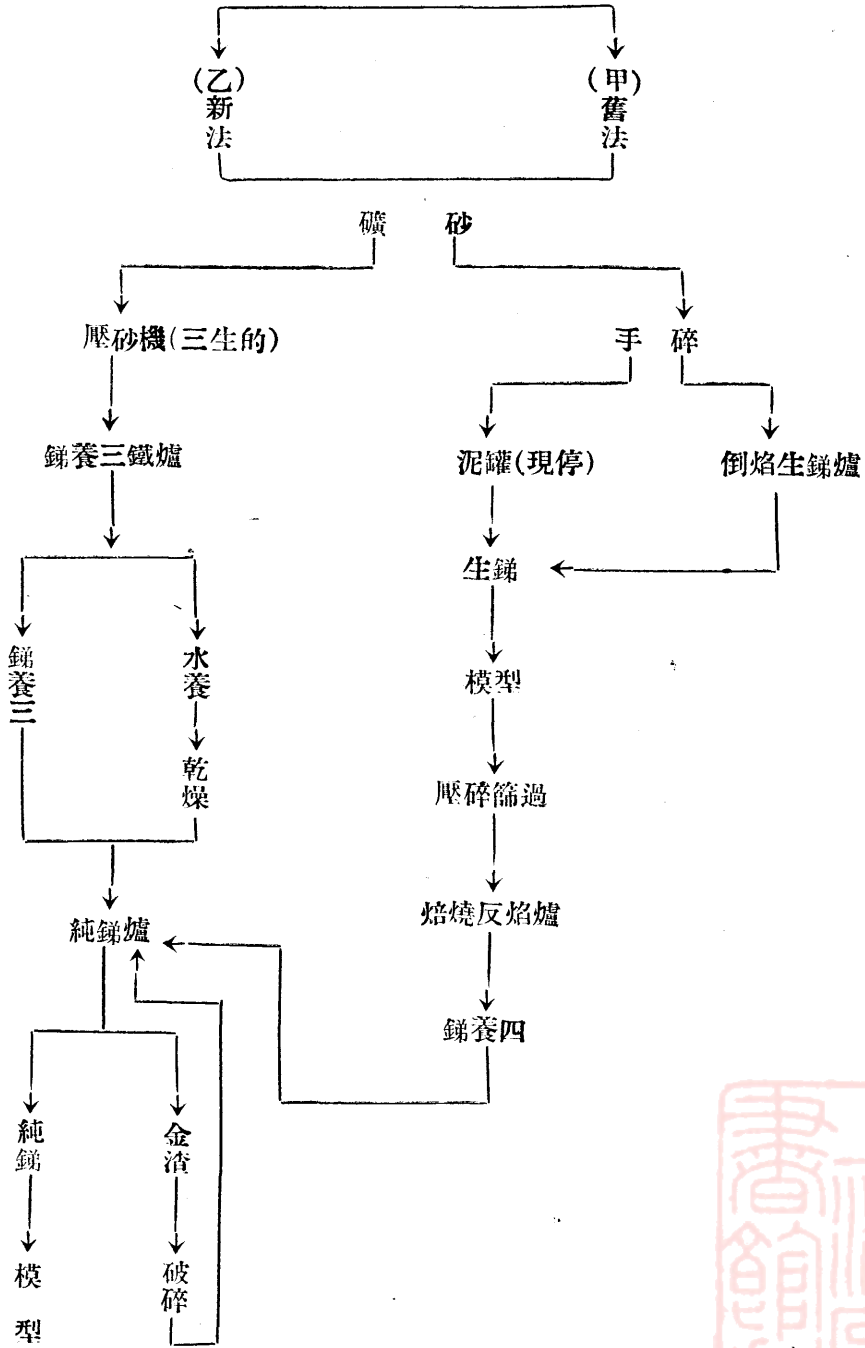 (甲)舊法
(乙)新法
礦砂
手碎
倒焰生銻爐
泥罐(現停)
生銻
模型
壓碎篩過
焙燒反焰爐
銻養四
壓砂機(三生的)
銻養三鐵爐
水養
乾燥
銻養三
純銻爐
金渣
破碎
純銻
模型